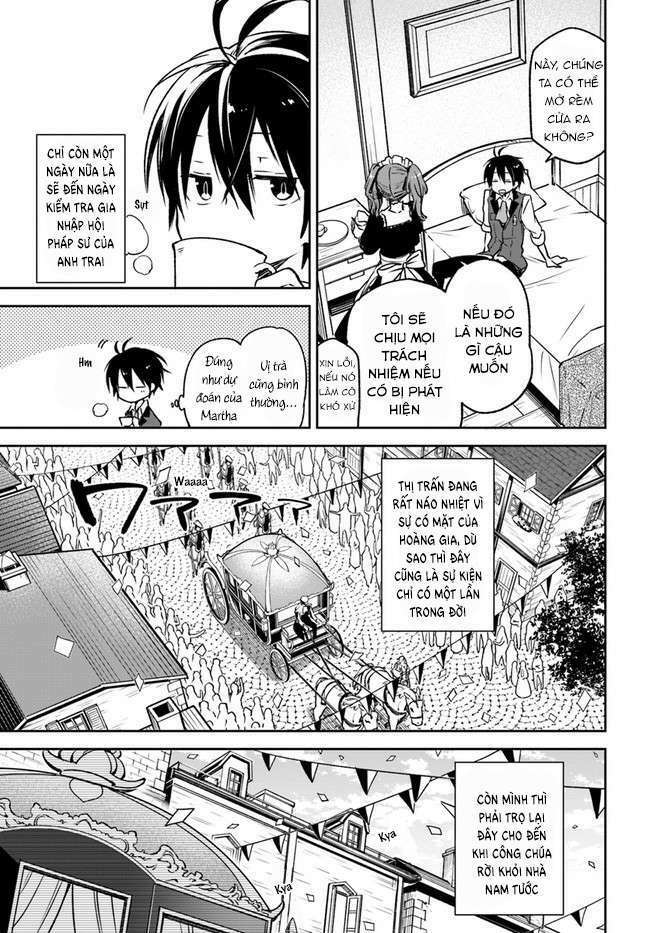 NÀY, CHÚNG
TA CÓ THỂ
MỞ RÈM
CỬA RA
KHÔNG?
NẾU ĐÓ
LÀ NHỮNG
GÌ CẬU
MUỐN
TÔI SẼ
CHỊU MỌI
TRÁCH
NHIỆM NẾU
CÓ BỊ PHÁT
HIỆN
XIN LỖI,
NẾU NÓ
LÀM CÔ
KHÓ XỬ
CHỈ CÒN MỘT
NGÀY NỮA LÀ
SẼ ĐẾN NGÀY
KIỂM TRA GIA
NHẬP HỘI
PHÁP SƯ CỦA
ANH TRAI
Sụt
Vị trà
cũng bình
thường...
Đúng
như dự
đoán của
Martha
Hm
THỊ TRẤN ĐANG
RẤT NÁO NHIỆT VÌ
SỰ CÓ MẶT CỦA
HOÀNG GIA, DÙ
SAO THÌ ĐÂY
CŨNG LÀ SỰ KIỆN
CHỈ CÓ MỘT LẦN
TRONG ĐỜI
Waaaa
ワァァァ
CÒN MÌNH THÌ
PHẢI TRỌ LẠI
ĐÂY CHO ĐẾN
KHI CÔNG CHÚA
RỜI KHỎI NHÀ
NAM TƯỚC
Kya
Kya